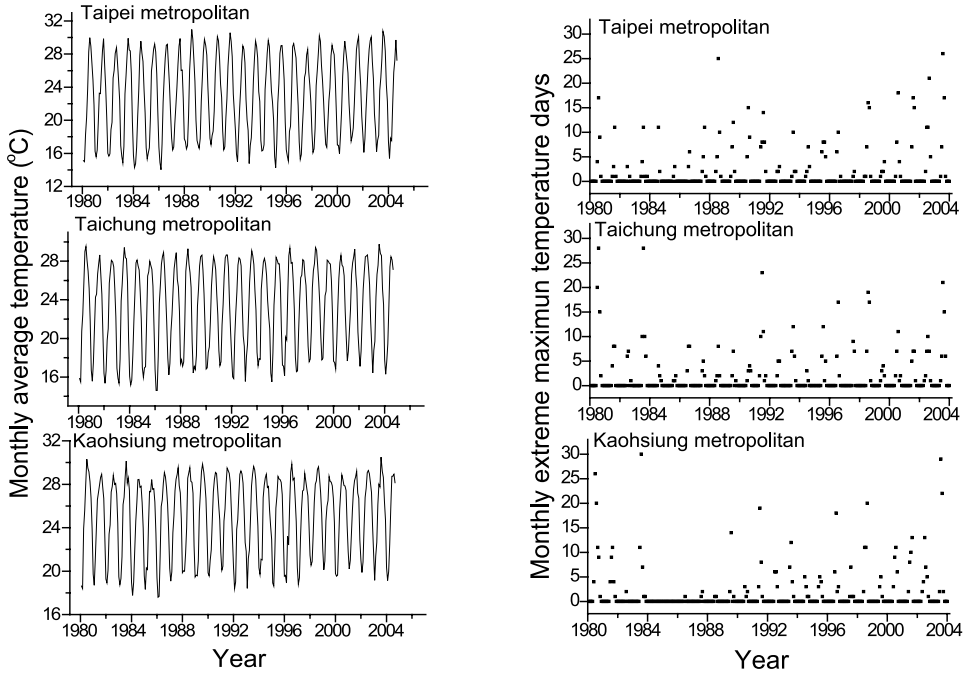 Monthly average temperature (°C)
Taipei metropolitan
32
28
24
20
16
12
1980 1984 1988 1992 1996 2000 2004
Taichung metropolitan
28
24
20
16
1980 1984 1988 1992 1996 2000 2004
Kaohsiung metropolitan
32
28
24
20
16
1980 1984 1988 1992 1996 2000 2004
Year
Monthly extreme maximun temperature days
Taipei metropolitan
30
25
20
15
10
5
0
1980 1984 1988 1992 1996 2000 2004
Taichung metropolitan
30
25
20
15
10
5
0
1980 1984 1988 1992 1996 2000 2004
Kaohsiung metropolitan
30
25
20
15
10
5
0
1980 1984 1988 1992 1996 2000 2004
Year